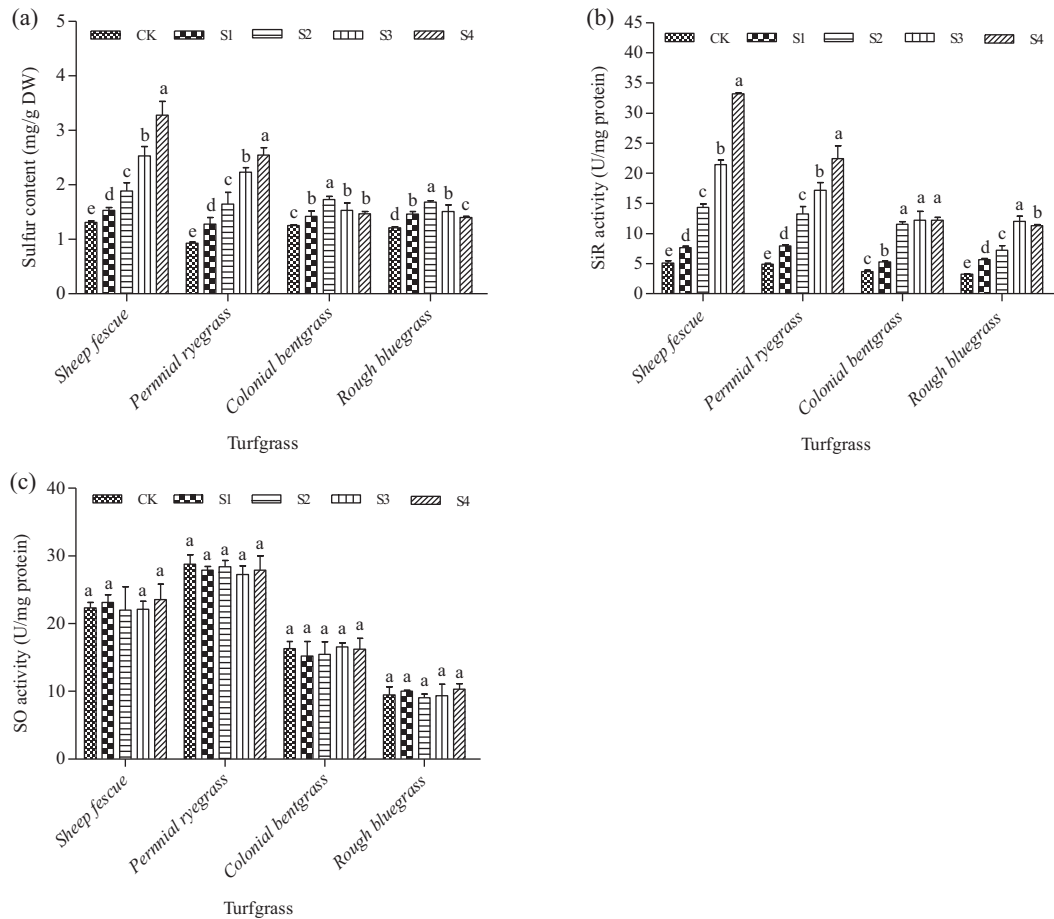 (a)
CK S1 S2 S3 S4
Sulfur content (mg/g DW)
5
4
3
2
1
0
e d c b a
e d c b a
c b a b b
d b a b c
Sheep fescue
Pernnial ryegrass
Colonial bentgrass
Rough bluegrass
Turfgrass
(b)
CK S1 S2 S3 S4
SiR activity (U/mg protein)
45
40
35
30
25
20
15
10
5
0
e d c b a
e d c b a
c b a a a
e d c a b
Sheep fescue
Pernnial ryegrass
Colonial bentgrass
Rough bluegrass
Turfgrass
(c)
CK S1 S2 S3 S4
SO activity (U/mg protein)
40
30
20
10
0
a a a a a
a a a a a
a a a a a
a a a a a
Sheep fescue
Pernnial ryegrass
Colonial bentgrass
Rough bluegrass
Turfgrass